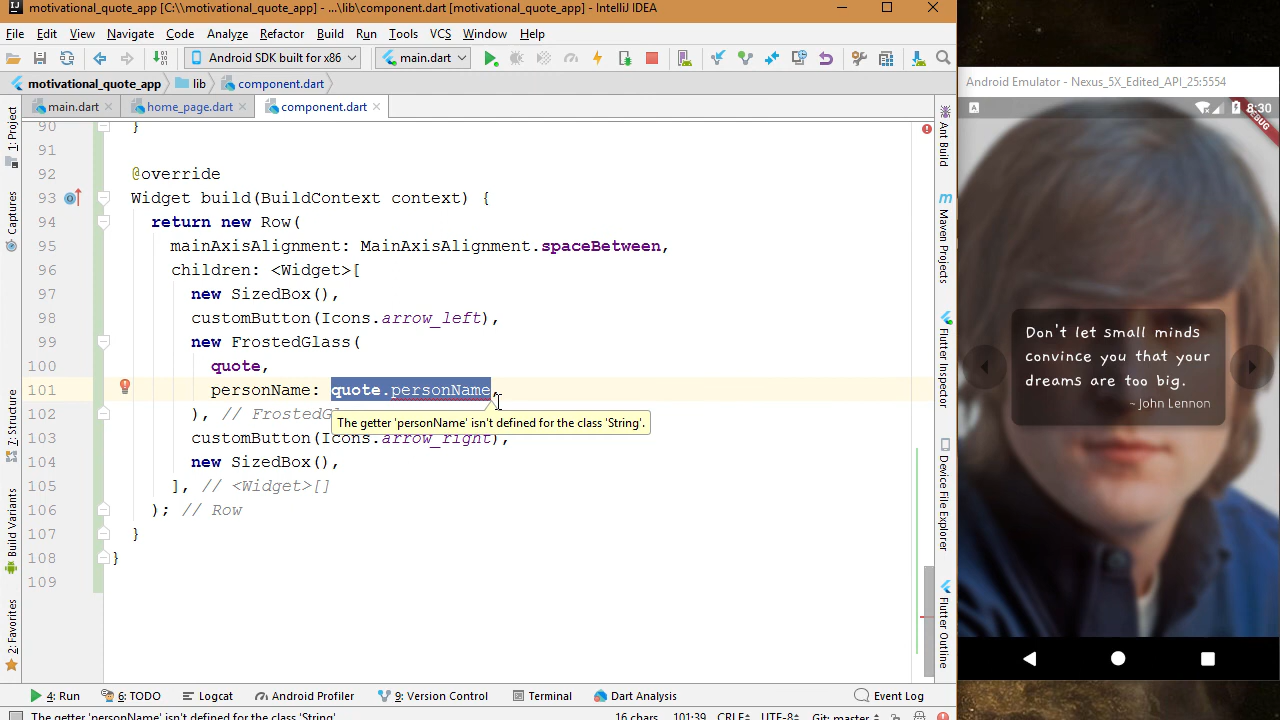 motivational_quote_app [C:\\motivational_quote_app] - ...\lib\component.dart [motivational_quote_app] - IntelliJ IDEA
File Edit View Navigate Code Analyze Refactor Build Run Tools VCS Window Help
Android SDK built for x86
main.dart
motivational_quote_app lib component.dart
main.dart home_page.dart component.dart
90 }
91
92 @override
93 Widget build(BuildContext context) {
94 return new Row(
95 mainAxisAlignment: MainAxisAlignment.spaceBetween,
96 children: <Widget>[
97 new SizedBox(),
98 customButton(Icons.arrow_left),
99 new FrostedGlass(
100 quote,
101 personName: quote.personName,
102 ), // FrostedGl
The getter 'personName' isn't defined for the class 'String'.
103 customButton(Icons.arrow_right),
104 new SizedBox(),
105 ], // <Widget>[]
106 ); // Row
107 }
108 }
109
1: Project
Captures
7: Structure
Build Variants
2: Favorites
Ant Build
Maven Projects
Flutter Inspector
Device File Explorer
Flutter Outline
4: Run 6: TODO Logcat Android Profiler 9: Version Control Terminal Dart Analysis Event Log
The getter 'personName' isn't defined for the class 'String'.
16 chars 101:39 CRLF UTF-8 Git: master
Android Emulator - Nexus_5X_Edited_API_25:5554
A 8:30
DEBUG
Don't let small minds
convince you that your
dreams are too big.
~ John Lennon